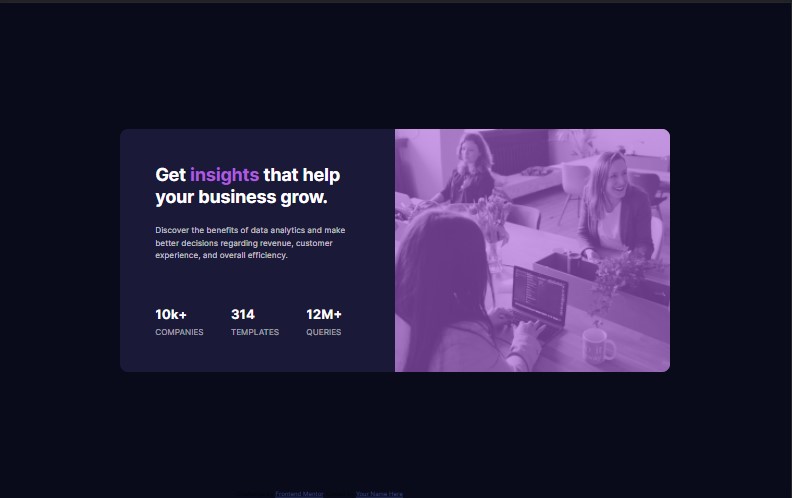 Get insights that help
your business grow.
Discover the benefits of data analytics and make
better decisions regarding revenue, customer
experience, and overall efficiency.
10k+ 314 12M+
COMPANIES TEMPLATES QUERIES
Frontend Mentor Your Name Here